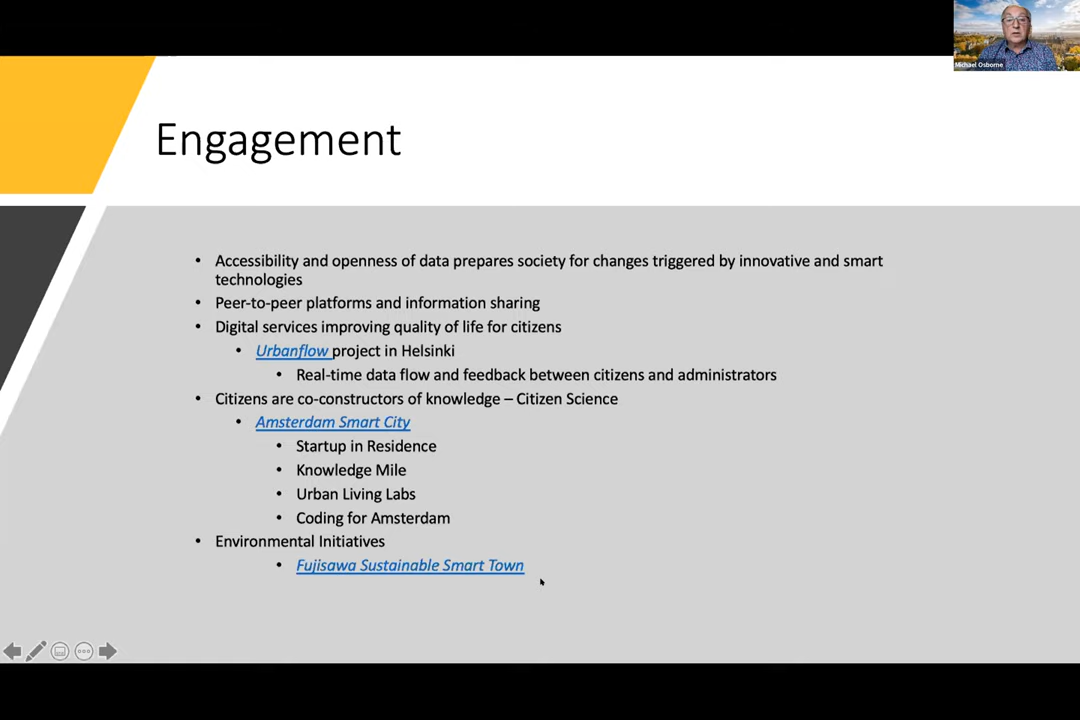 Michael Osborne
Engagement
• Accessibility and openness of data prepares society for changes triggered by innovative and smart
technologies
• Peer-to-peer platforms and information sharing
• Digital services improving quality of life for citizens
• Urbanflow project in Helsinki
• Real-time data flow and feedback between citizens and administrators
• Citizens are co-constructors of knowledge – Citizen Science
• Amsterdam Smart City
• Startup in Residence
• Knowledge Mile
• Urban Living Labs
• Coding for Amsterdam
• Environmental Initiatives
• Fujisawa Sustainable Smart Town